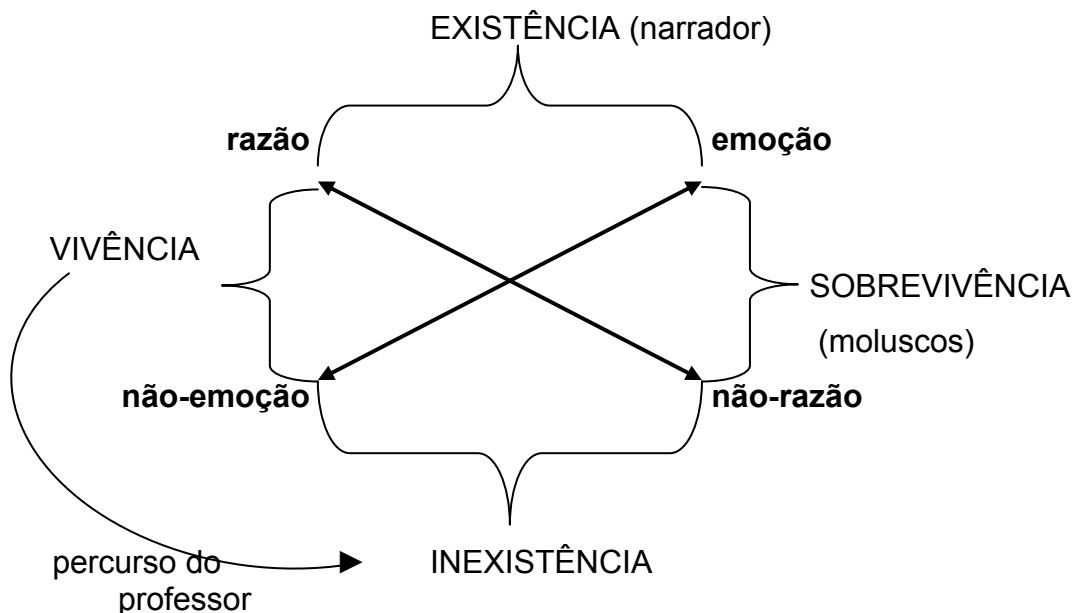 EXISTÊNCIA (narrador)
razão
emoção
VIVÊNCIA
SOBREVIVÊNCIA
(moluscos)
não-emoção
não-razão
percurso do
professor
INEXISTÊNCIA